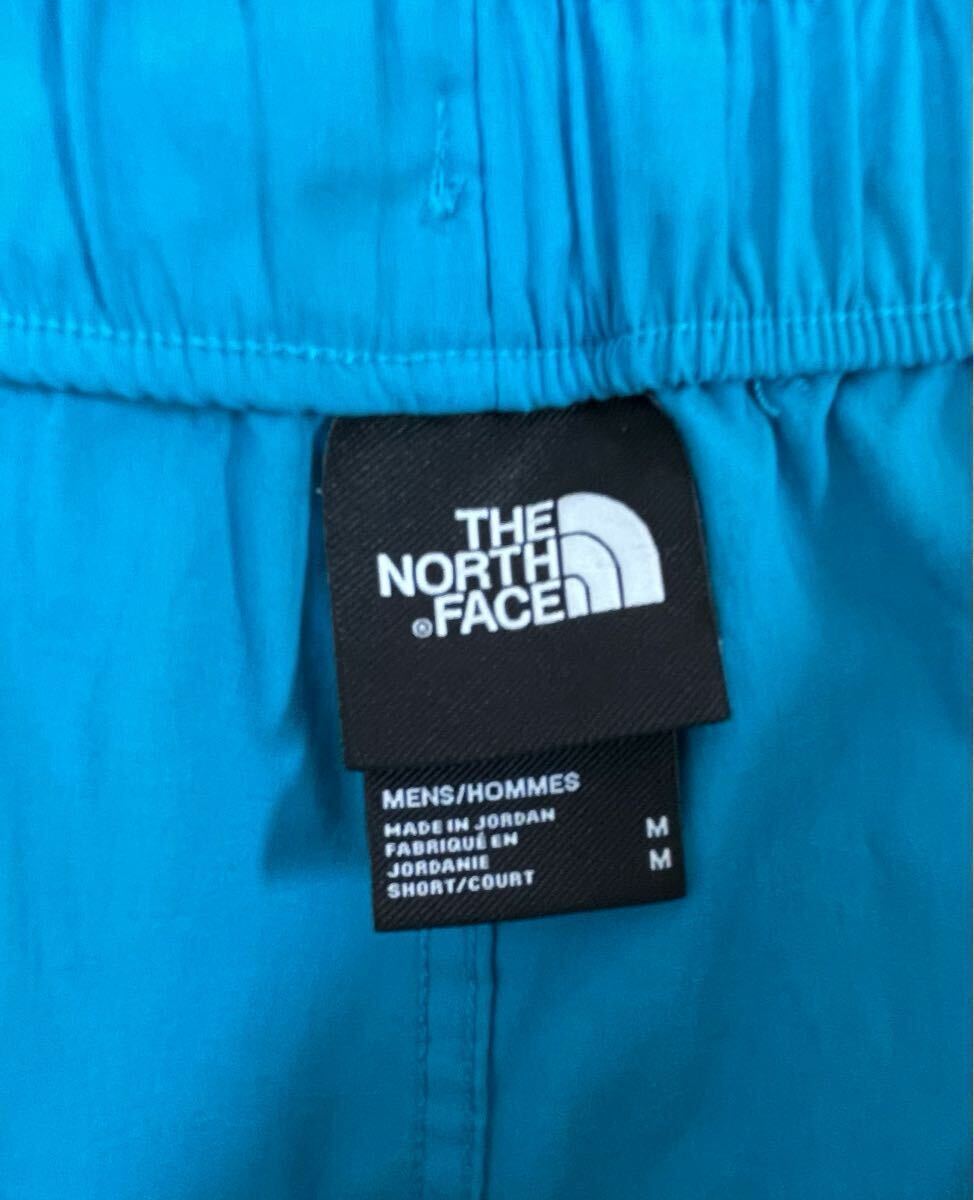 THE
NORTH
®FACE
MENS/HOMMES
MADE IN JORDAN M
FABRIQUÉ EN
JORDANIE M
SHORT/COURT